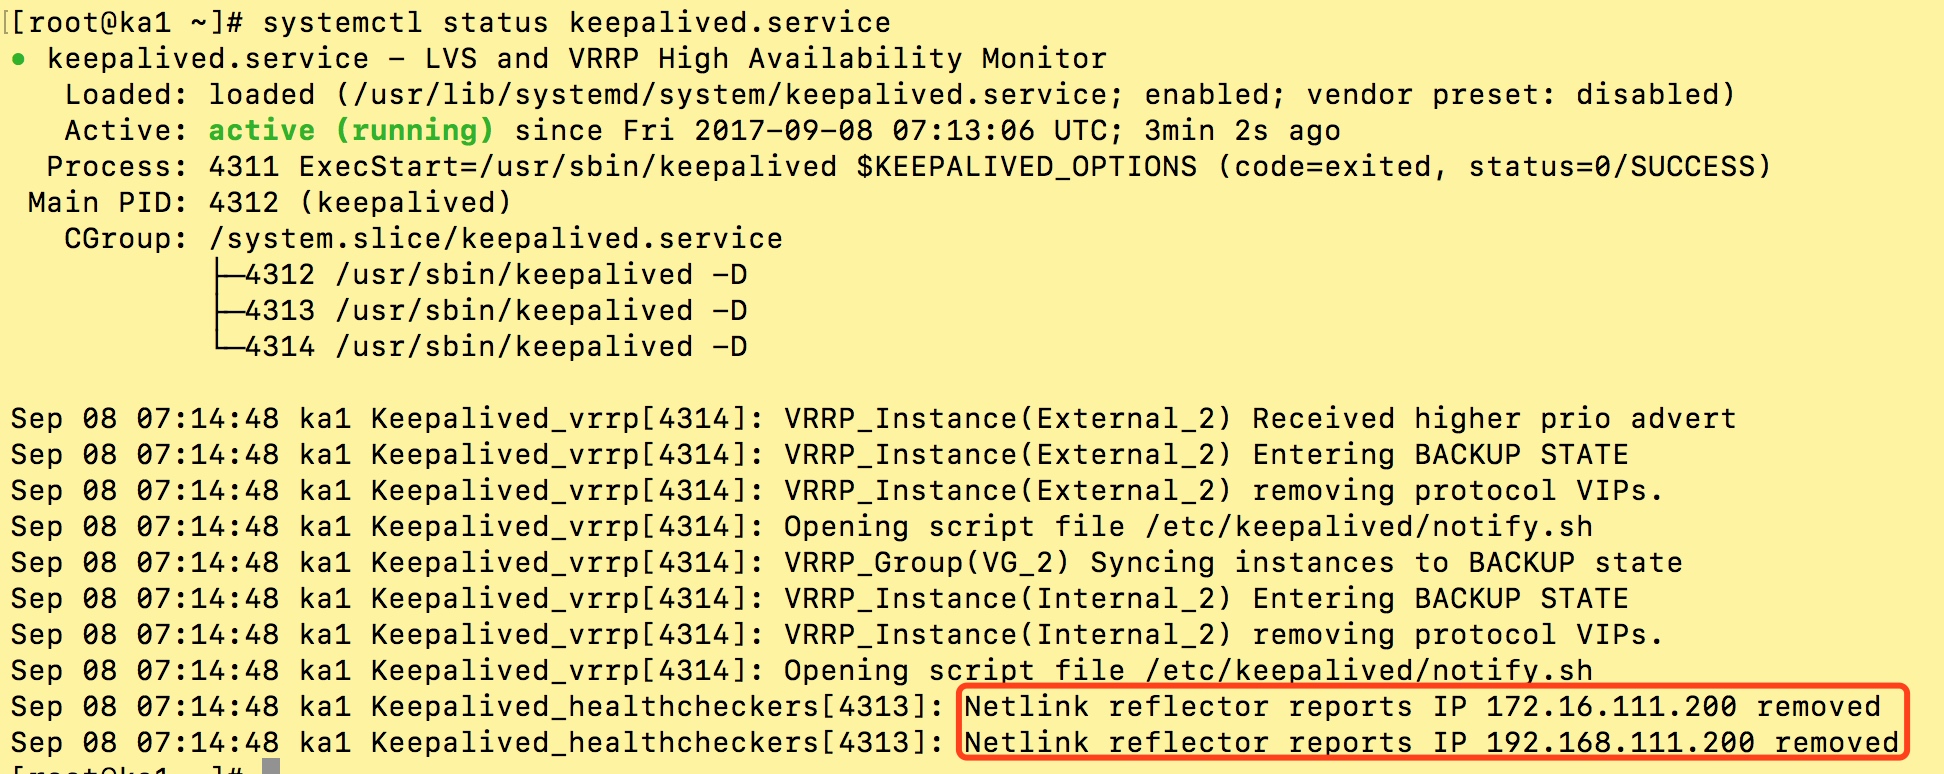 [[root@ka1 ~]# systemctl status keepalived.service
● keepalived.service – LVS and VRRP High Availability Monitor
   Loaded: loaded (/usr/lib/systemd/system/keepalived.service; enabled; vendor preset: disabled)
   Active: active (running) since Fri 2017-09-08 07:13:06 UTC; 3min 2s ago
  Process: 4311 ExecStart=/usr/sbin/keepalived $KEEPALIVED_OPTIONS (code=exited, status=0/SUCCESS)
 Main PID: 4312 (keepalived)
   CGroup: /system.slice/keepalived.service
           ├─4312 /usr/sbin/keepalived -D
           ├─4313 /usr/sbin/keepalived -D
           └─4314 /usr/sbin/keepalived -D
Sep 08 07:14:48 ka1 Keepalived_vrrp[4314]: VRRP_Instance(External_2) Received higher prio advert
Sep 08 07:14:48 ka1 Keepalived_vrrp[4314]: VRRP_Instance(External_2) Entering BACKUP STATE
Sep 08 07:14:48 ka1 Keepalived_vrrp[4314]: VRRP_Instance(External_2) removing protocol VIPs.
Sep 08 07:14:48 ka1 Keepalived_vrrp[4314]: Opening script file /etc/keepalived/notify.sh
Sep 08 07:14:48 ka1 Keepalived_vrrp[4314]: VRRP_Group(VG_2) Syncing instances to BACKUP state
Sep 08 07:14:48 ka1 Keepalived_vrrp[4314]: VRRP_Instance(Internal_2) Entering BACKUP STATE
Sep 08 07:14:48 ka1 Keepalived_vrrp[4314]: VRRP_Instance(Internal_2) removing protocol VIPs.
Sep 08 07:14:48 ka1 Keepalived_vrrp[4314]: Opening script file /etc/keepalived/notify.sh
Sep 08 07:14:48 ka1 Keepalived_healthcheckers[4313]: Netlink reflector reports IP 172.16.111.200 removed
Sep 08 07:14:48 ka1 Keepalived_healthcheckers[4313]: Netlink reflector reports IP 192.168.111.200 removed
[root@ka1 ~]#